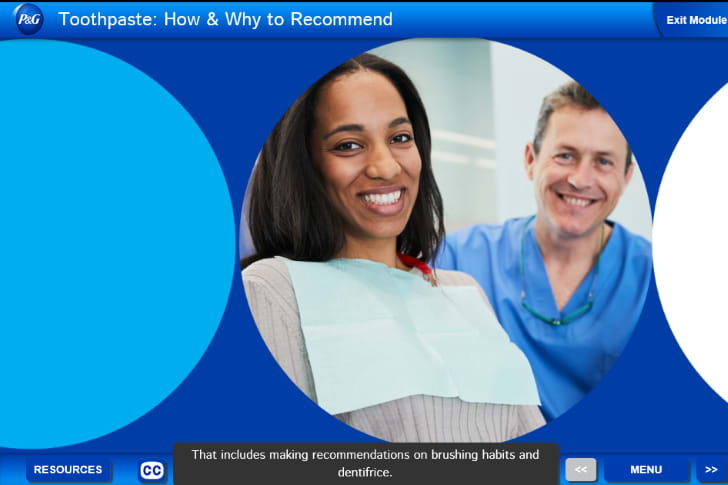 P&G
Toothpaste: How & Why to Recommend
Exit Module
That includes making recommendations on brushing habits and
dentifrice.
RESOURCES
CC
<<
MENU
>>